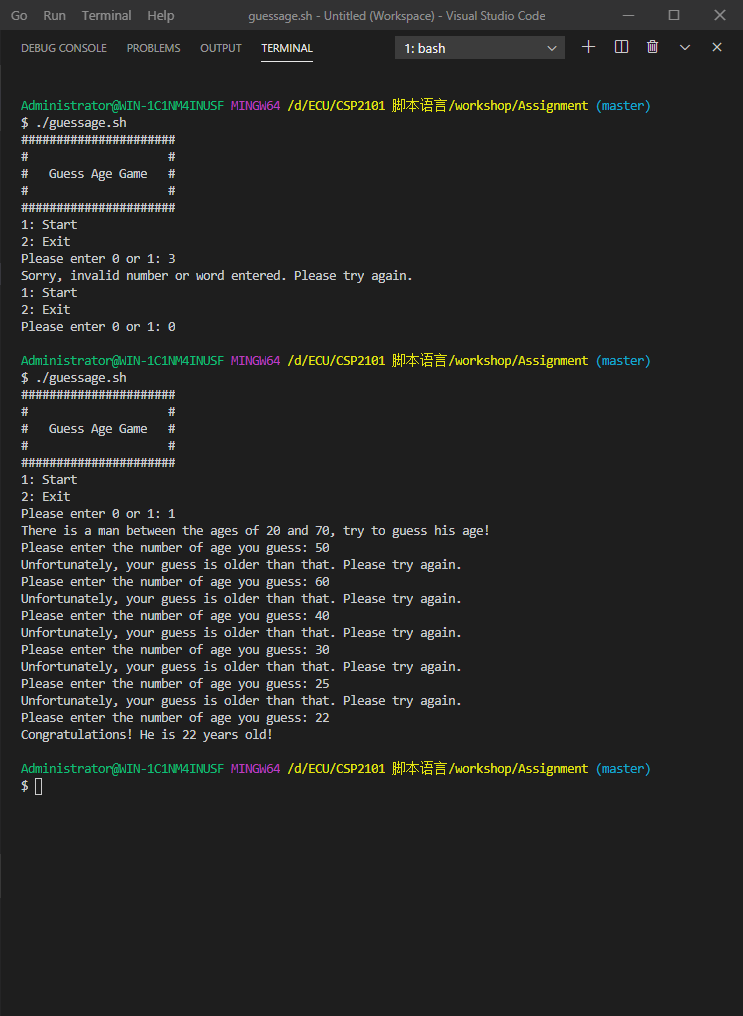 Go Run Terminal Help guessage.sh - Untitled (Workspace) - Visual Studio Code
DEBUG CONSOLE PROBLEMS OUTPUT TERMINAL 1: bash
Administrator@WIN-1C1NM4INUSF MINGW64 /d/ECU/CSP2101 脚本语言/workshop/Assignment (master)
$ ./guessage.sh
######################
#                    #
#   Guess Age Game   #
#                    #
######################
1: Start
2: Exit
Please enter 0 or 1: 3
Sorry, invalid number or word entered. Please try again.
1: Start
2: Exit
Please enter 0 or 1: 0
Administrator@WIN-1C1NM4INUSF MINGW64 /d/ECU/CSP2101 脚本语言/workshop/Assignment (master)
$ ./guessage.sh
######################
#                    #
#   Guess Age Game   #
#                    #
######################
1: Start
2: Exit
Please enter 0 or 1: 1
There is a man between the ages of 20 and 70, try to guess his age!
Please enter the number of age you guess: 50
Unfortunately, your guess is older than that. Please try again.
Please enter the number of age you guess: 60
Unfortunately, your guess is older than that. Please try again.
Please enter the number of age you guess: 40
Unfortunately, your guess is older than that. Please try again.
Please enter the number of age you guess: 30
Unfortunately, your guess is older than that. Please try again.
Please enter the number of age you guess: 25
Unfortunately, your guess is older than that. Please try again.
Please enter the number of age you guess: 22
Congratulations! He is 22 years old!
Administrator@WIN-1C1NM4INUSF MINGW64 /d/ECU/CSP2101 脚本语言/workshop/Assignment (master)
$